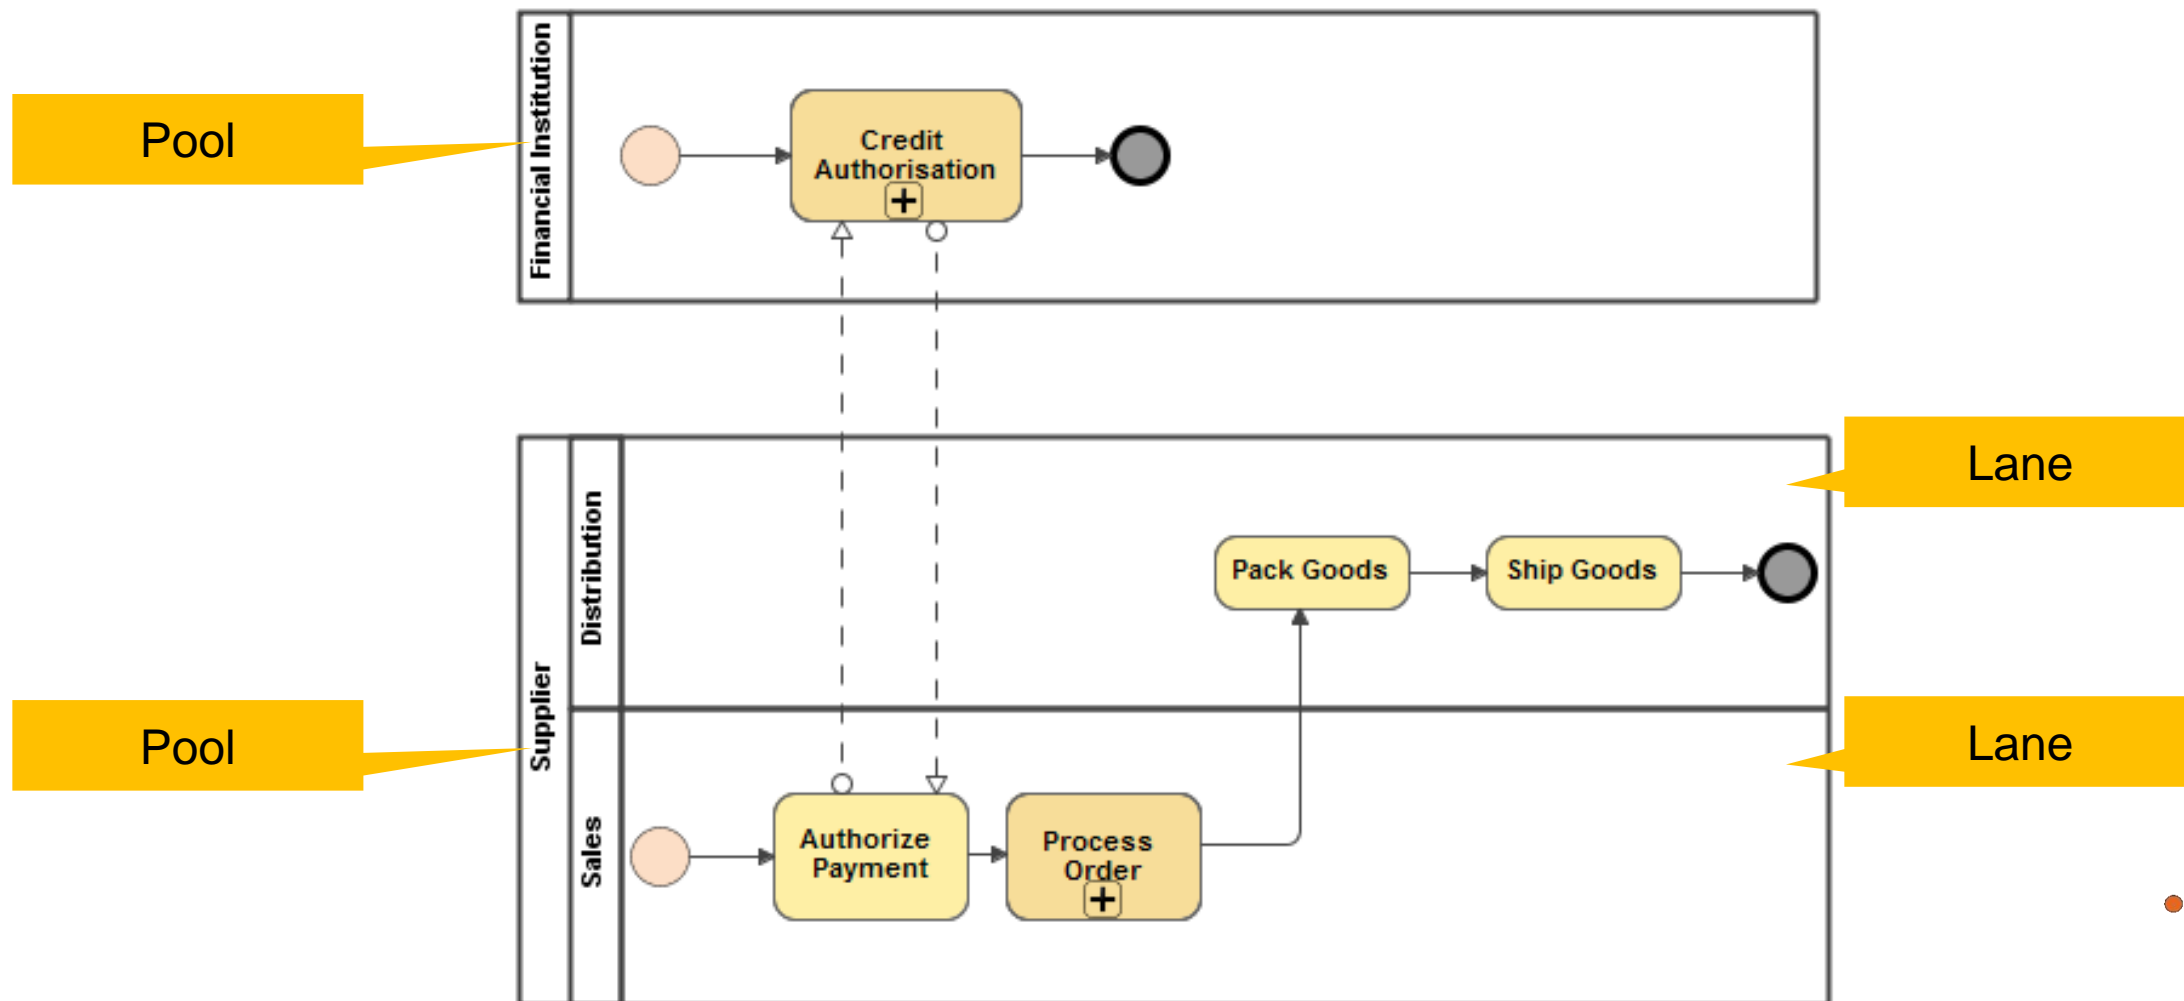 Pool
Financial Institution
Credit
Authorisation
Lane
Distribution
Pack Goods
Ship Goods
Pool
Supplier
Lane
Sales
Authorize
Payment
Process
Order